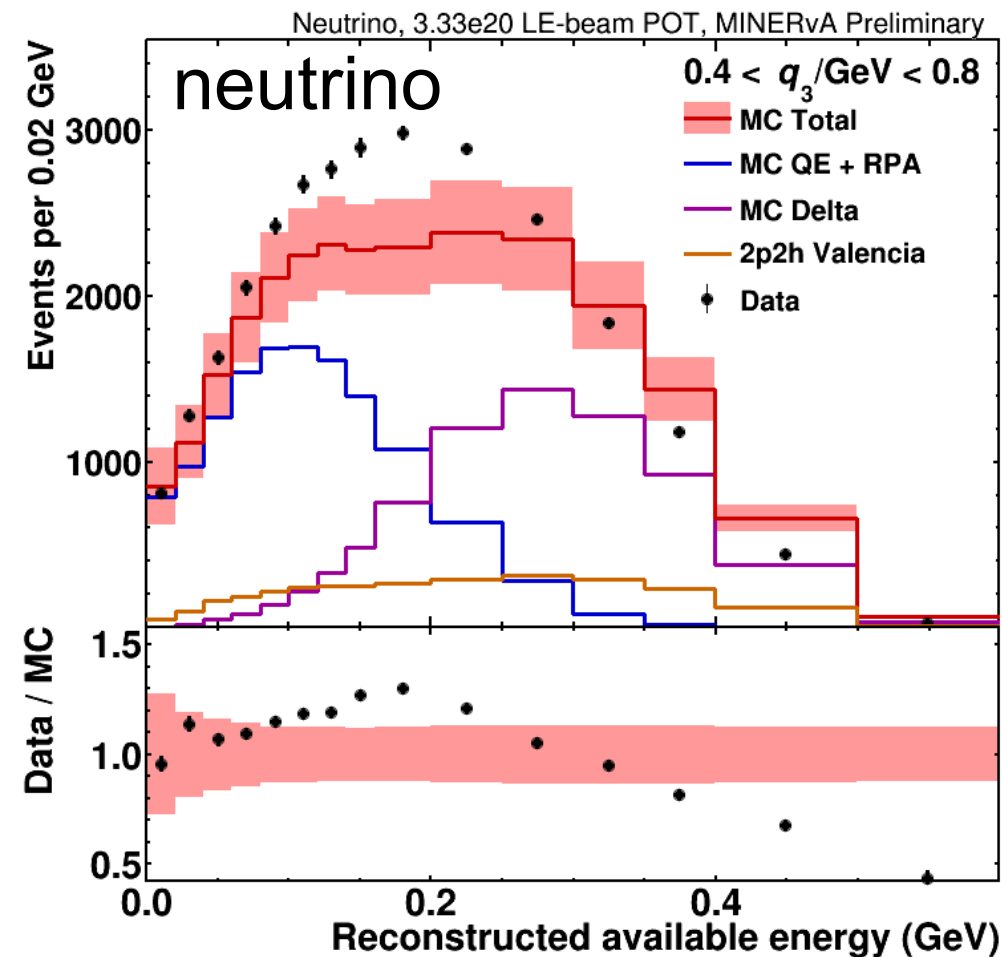 Neutrino, 3.33e20 LE-beam POT, MINERvA Preliminary
neutrino
0.4 < q3/GeV < 0.8
MC Total
MC QE + RPA
MC Delta
2p2h Valencia
Data
Events per 0.02 GeV
3000
2000
1000
Data / MC
1.5
1.0
0.5
0.0 0.2 0.4
Reconstructed available energy (GeV)